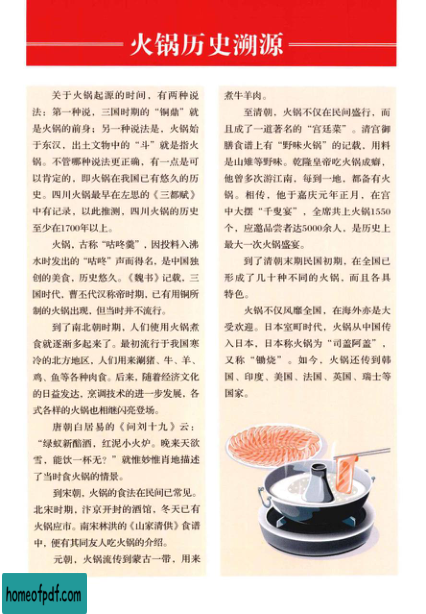 火锅历史溯源
关于火锅起源的时间，有两种说
法：第一种说，三国时期的“铜鼎”就
是火锅的前身；另一种说法是，火锅始
于东汉，出土文物中的“斗”就是指火
锅。不管哪种说法更正确，有一点是可
以肯定的，即火锅在我国已有悠久的历
史。四川火锅最早在左思的《三都赋》
中有记录，以此推测，四川火锅的历史
至少在1700年以上。
火锅，古称“咕咚羹”，因投料入沸
水时发出的“咕咚”声而得名，是中国独
创的美食，历史悠久。《魏书》记载，三
国时代，曹丕代汉称帝时期，已有用铜所
制的火锅出现，但当时并不流行。
到了南北朝时期，人们使用火锅煮
食就逐渐多起来了。最初流行于我国寒
冷的北方地区，人们用来涮猪、牛、羊、
鸡、鱼等各种肉食。后来，随着经济文化
的日益发达，烹调技术的进一步发展，各
式各样的火锅也相继闪亮登场。
唐朝白居易的《问刘十九》云：
“绿蚁新醅酒，红泥小火炉。晚来天欲
雪，能饮一杯无？”就惟妙惟肖地描述
了当时食火锅的情景。
到宋朝，火锅的食法在民间已常见。
北宋时期，汴京开封的酒馆，冬天已有
火锅应市。南宋林洪的《山家清供》食谱
中，便有其同友人吃火锅的介绍。
元朝，火锅流传到蒙古一带，用来
煮牛羊肉。
至清朝，火锅不仅在民间盛行，而
且成了一道著名的“宫廷菜”。清宫御
膳食谱上有“野味火锅”的记载，用料
是山雉等野味。乾隆皇帝吃火锅成癖，
他曾多次游江南，每到一地，都备有火
锅。相传，他于嘉庆元年正月，在宫
中大摆“千叟宴”，全席共上火锅1550
个，应邀品尝者达5000余人，是历史上
最大一次火锅盛宴。
到了清朝末期民国初期，在全国已
形成了几十种不同的火锅，而且各具
特色。
火锅不仅风靡全国，在海外亦是大
受欢迎。日本室町时代，火锅从中国传
入日本，日本称火锅为“司盖阿盖”，
又称“锄烧”。如今，火锅还传到韩
国、印度、美国、法国、英国、瑞士等
国家。
homeofpdf.com